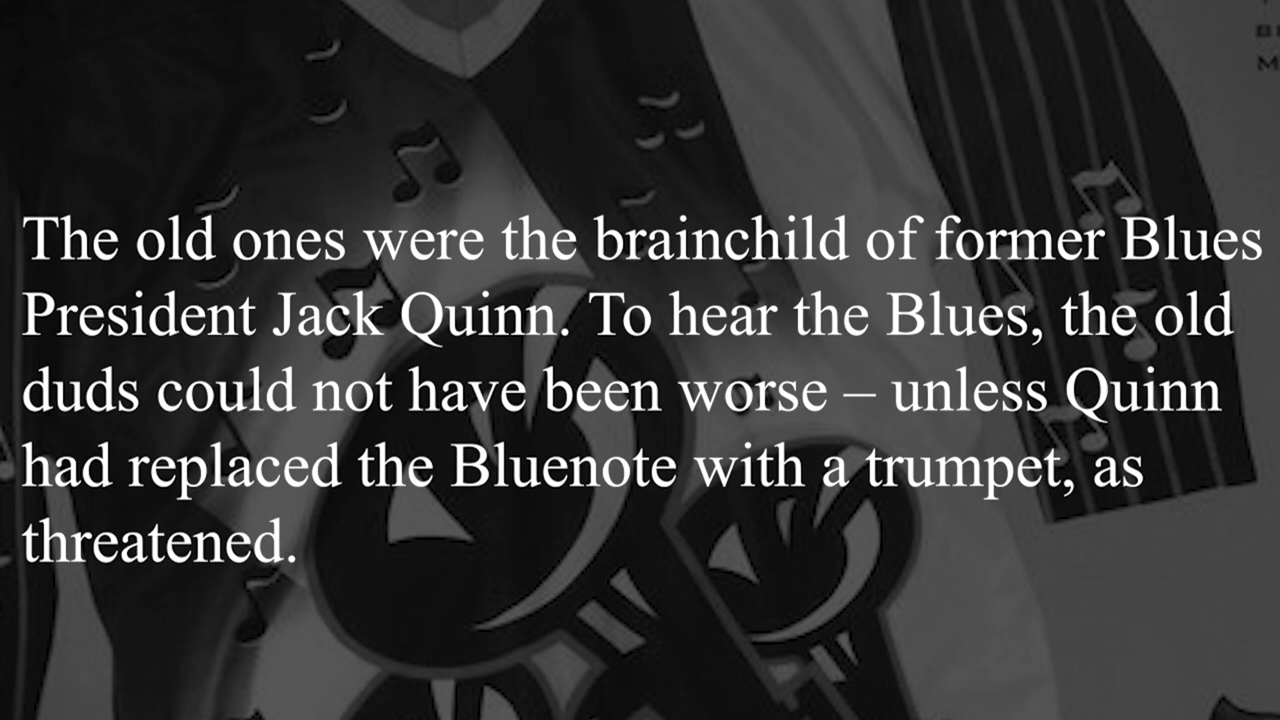 The old ones were the brainchild of former Blues
President Jack Quinn. To hear the Blues, the old
duds could not have been worse – unless Quinn
had replaced the Bluenote with a trumpet, as
threatened.